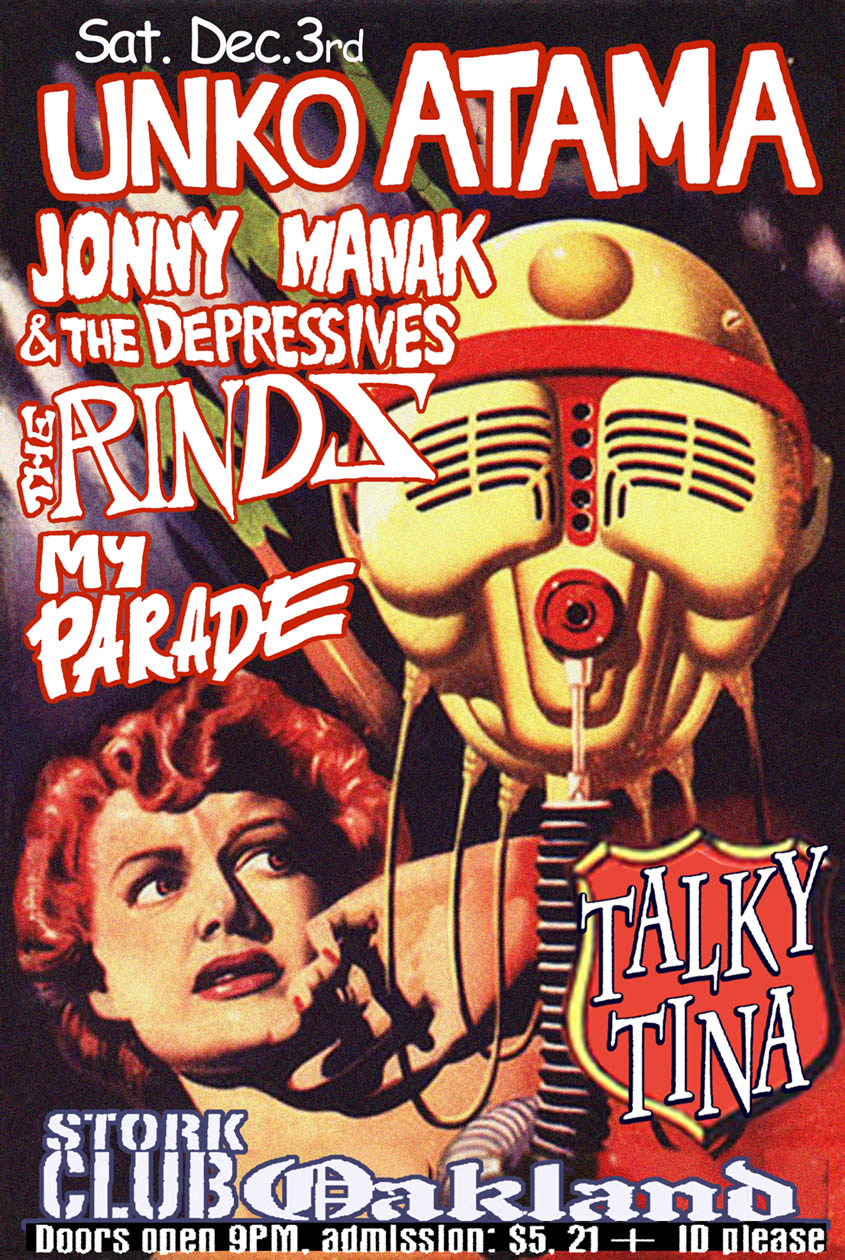 Sat. Dec.3rd
UNKO ATAMA
JONNY MANAK
& THE DEPRESSIVES
THE RINDS
MY
PARADE
TALKY
TINA
STORK
CLUB Oakland
Doors open 9PM, admission: $5, 21 + ID please